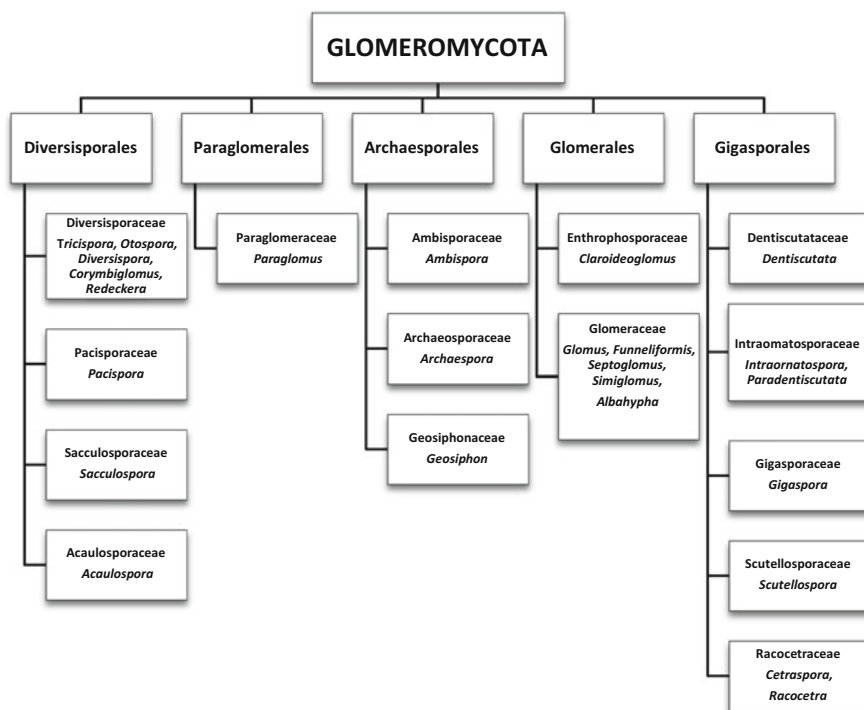 GLOMEROMYCOTA
Diversisporales
Paraglomerales
Archaesporales
Glomerales
Gigasporales
Diversisporaceae
Tricispora, Otospora,
Diversispora,
Corymbiglomus,
Redeckera
Pacisporaceae
Pacispora
Sacculosporaceae
Sacculospora
Acaulosporaceae
Acaulospora
Paraglomeraceae
Paraglomus
Ambisporaceae
Ambispora
Archaeosporaceae
Archaespora
Geosiphonaceae
Geosiphon
Enthrophosporaceae
Claroideoglomus
Glomeraceae
Glomus, Funneliformis,
Septoglomus,
Simiglomus,
Albahypha
Dentiscutataceae
Dentiscutata
Intraomatosporaceae
Intraornatospora,
Paradentiscutata
Gigasporaceae
Gigaspora
Scutellosporaceae
Scutellospora
Racocetraceae
Cetraspora,
Racocetra